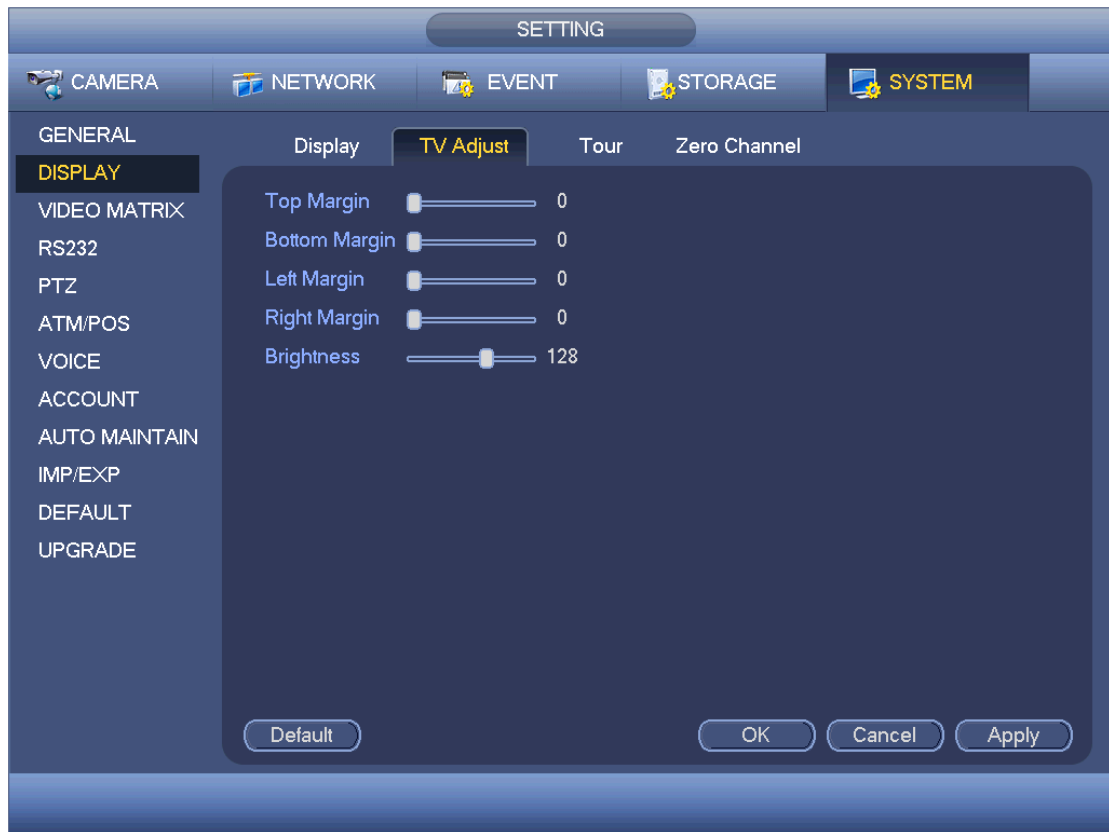 SETTING
CAMERA NETWORK EVENT STORAGE SYSTEM
GENERAL
DISPLAY
VIDEO MATRIX
RS232
PTZ
ATM/POS
VOICE
ACCOUNT
AUTO MAINTAIN
IMP/EXP
DEFAULT
UPGRADE
Display TV Adjust Tour Zero Channel
Top Margin 0
Bottom Margin 0
Left Margin 0
Right Margin 0
Brightness 128
Default OK Cancel Apply